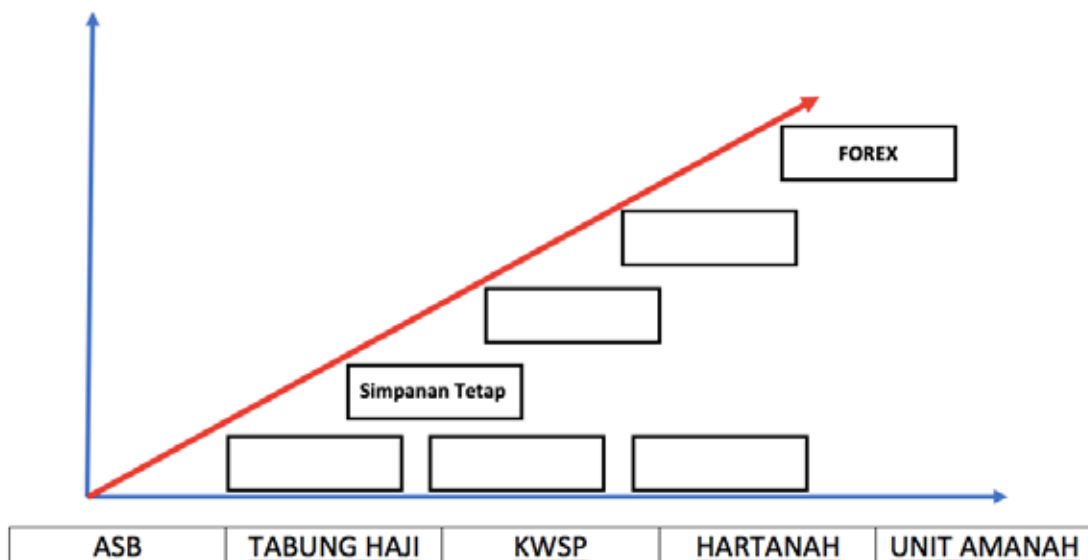 FOREX
Simpanan Tetap
ASB TABUNG HAJI KWSP HARTANAH UNIT AMANAH